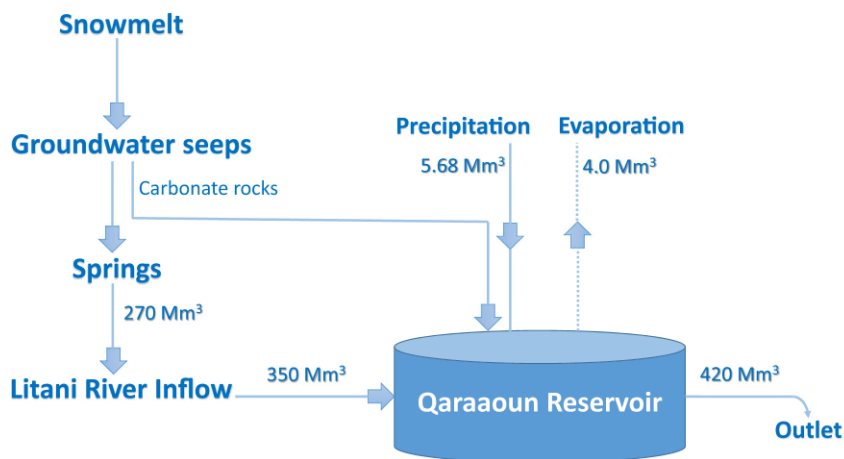 Snowmelt
Groundwater seeps
Carbonate rocks
Precipitation
5.68 Mm³
Evaporation
4.0 Mm³
Springs
270 Mm³
Litani River Inflow
350 Mm³
Qaraaoun Reservoir
420 Mm³
Outlet